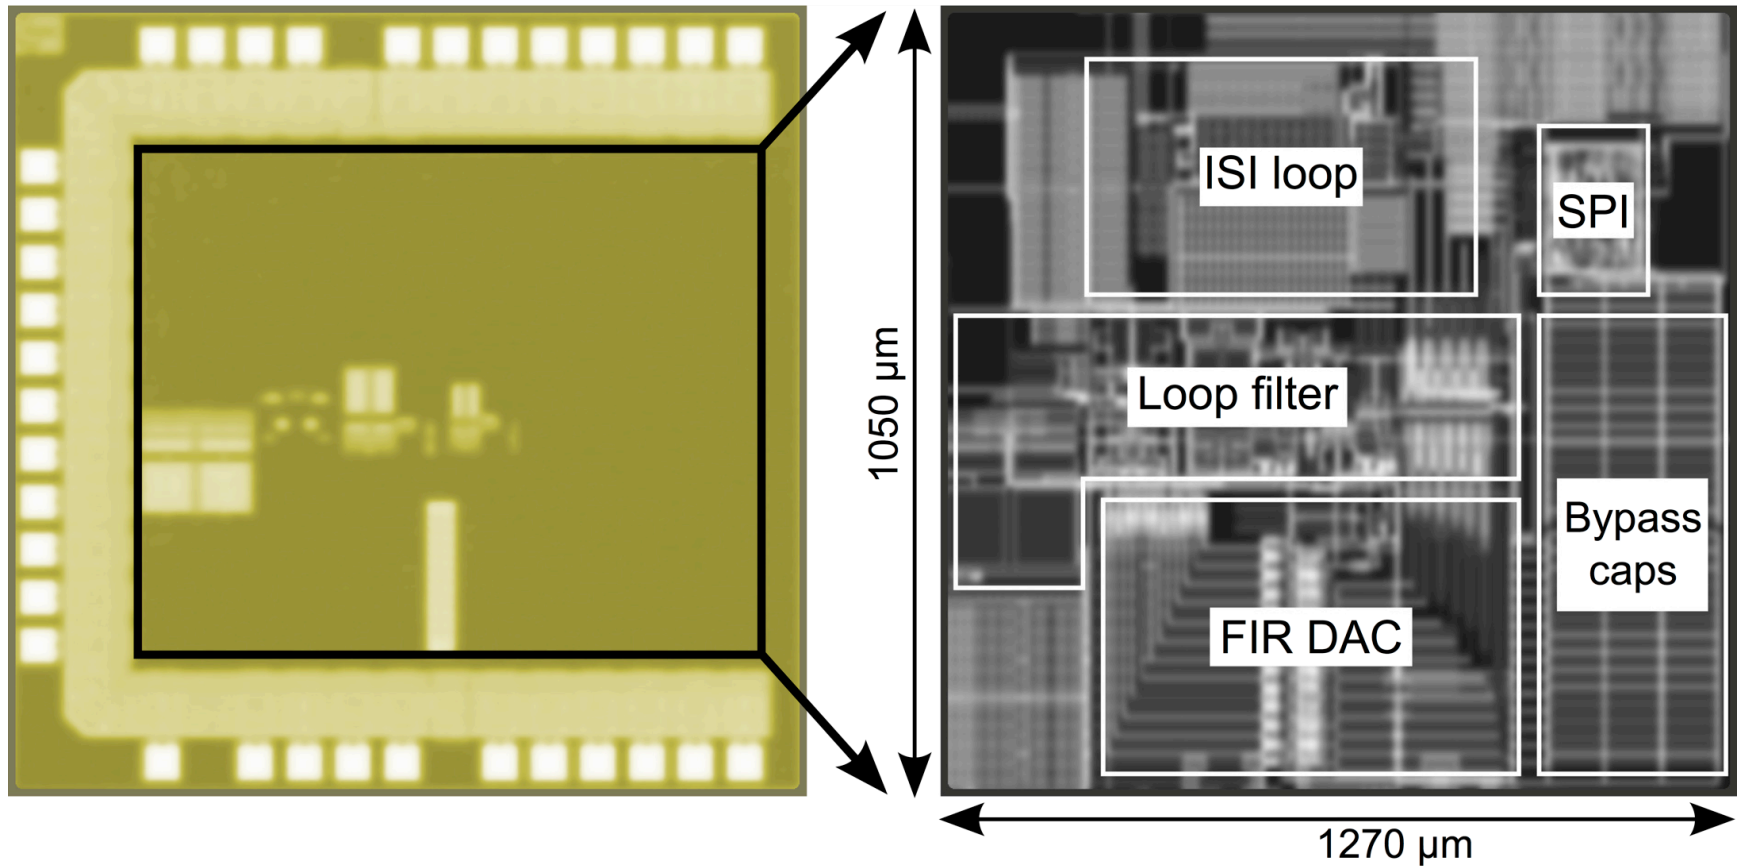 ISI loop
SPI
Loop filter
1050 µm
Bypass
caps
FIR DAC
1270 µm